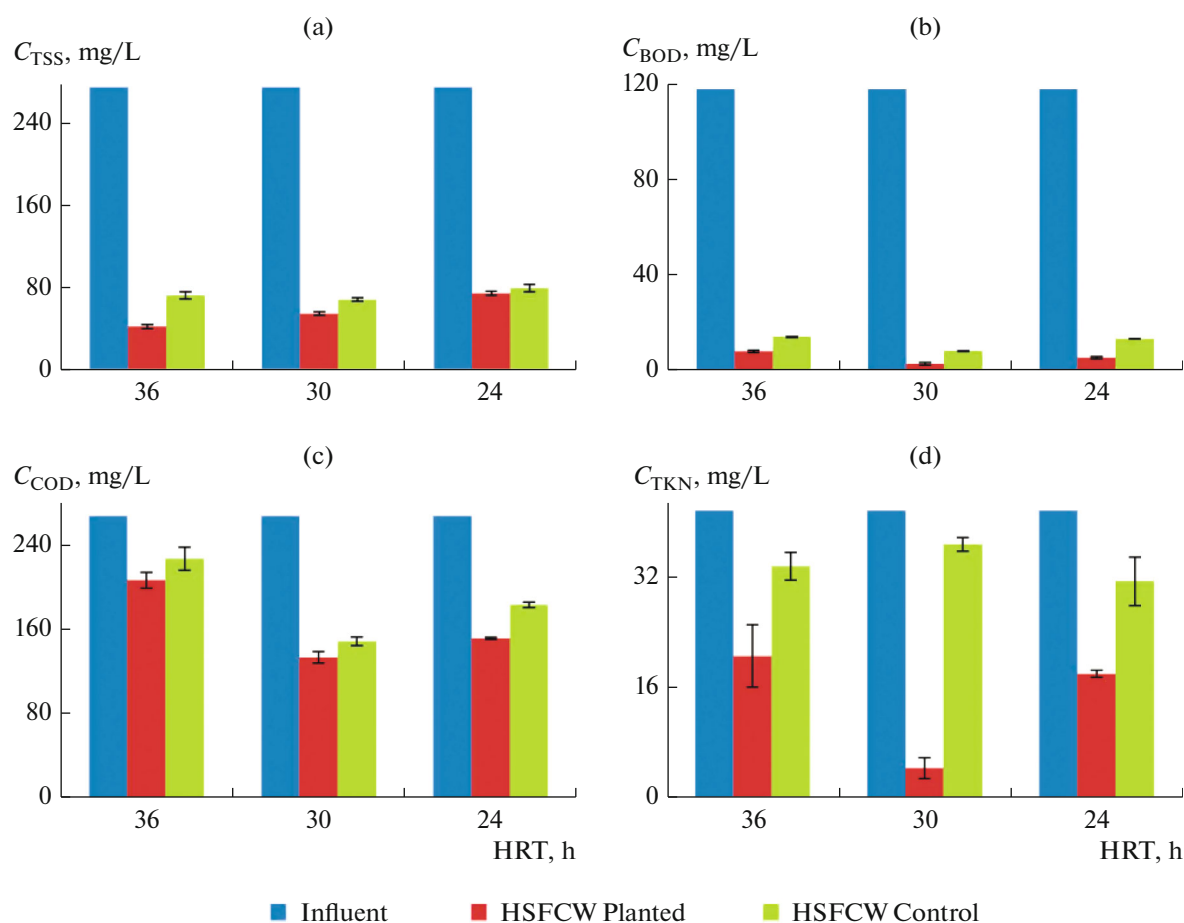 (a)
C_TSS, mg/L
240
160
80
0
36 30 24
(b)
C_BOD, mg/L
120
80
40
0
36 30 24
(c)
C_COD, mg/L
240
160
80
0
36 30 24
HRT, h
(d)
C_TKN, mg/L
32
16
0
36 30 24
HRT, h
Influent HSFCW Planted HSFCW Control